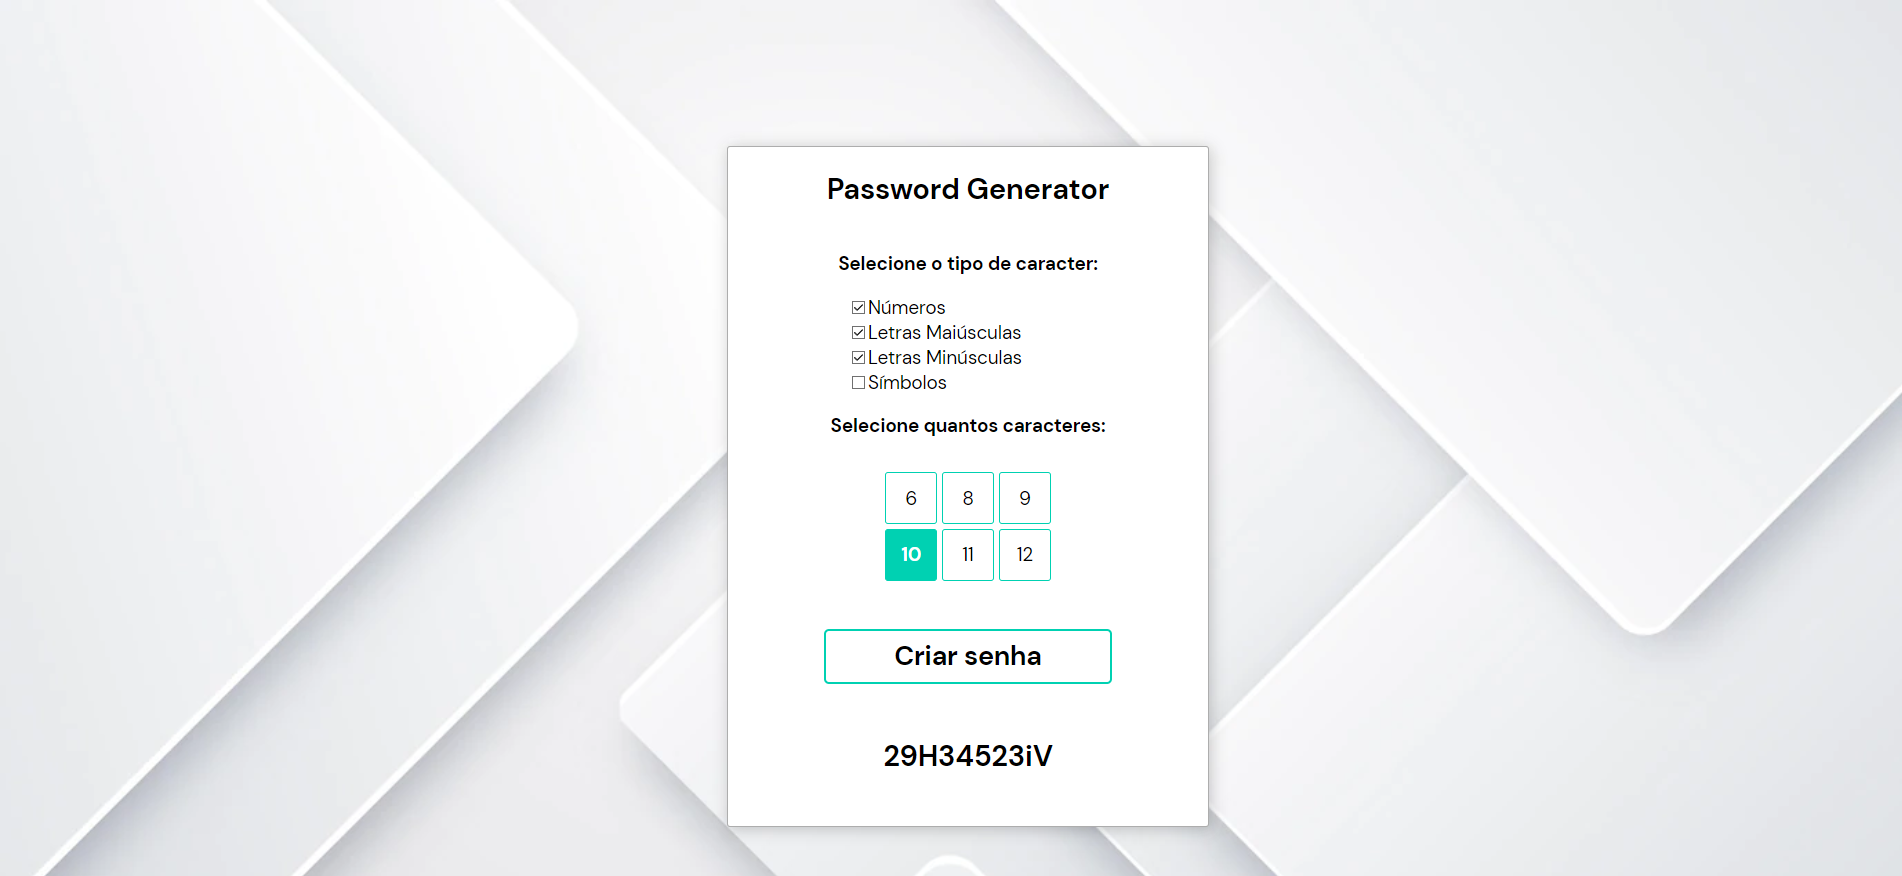 Password Generator
Selecione o tipo de caracter:
Números
Letras Maiúsculas
Letras Minúsculas
Símbolos
Selecione quantos caracteres:
6 8 9
10 11 12
Criar senha
29H34523iV